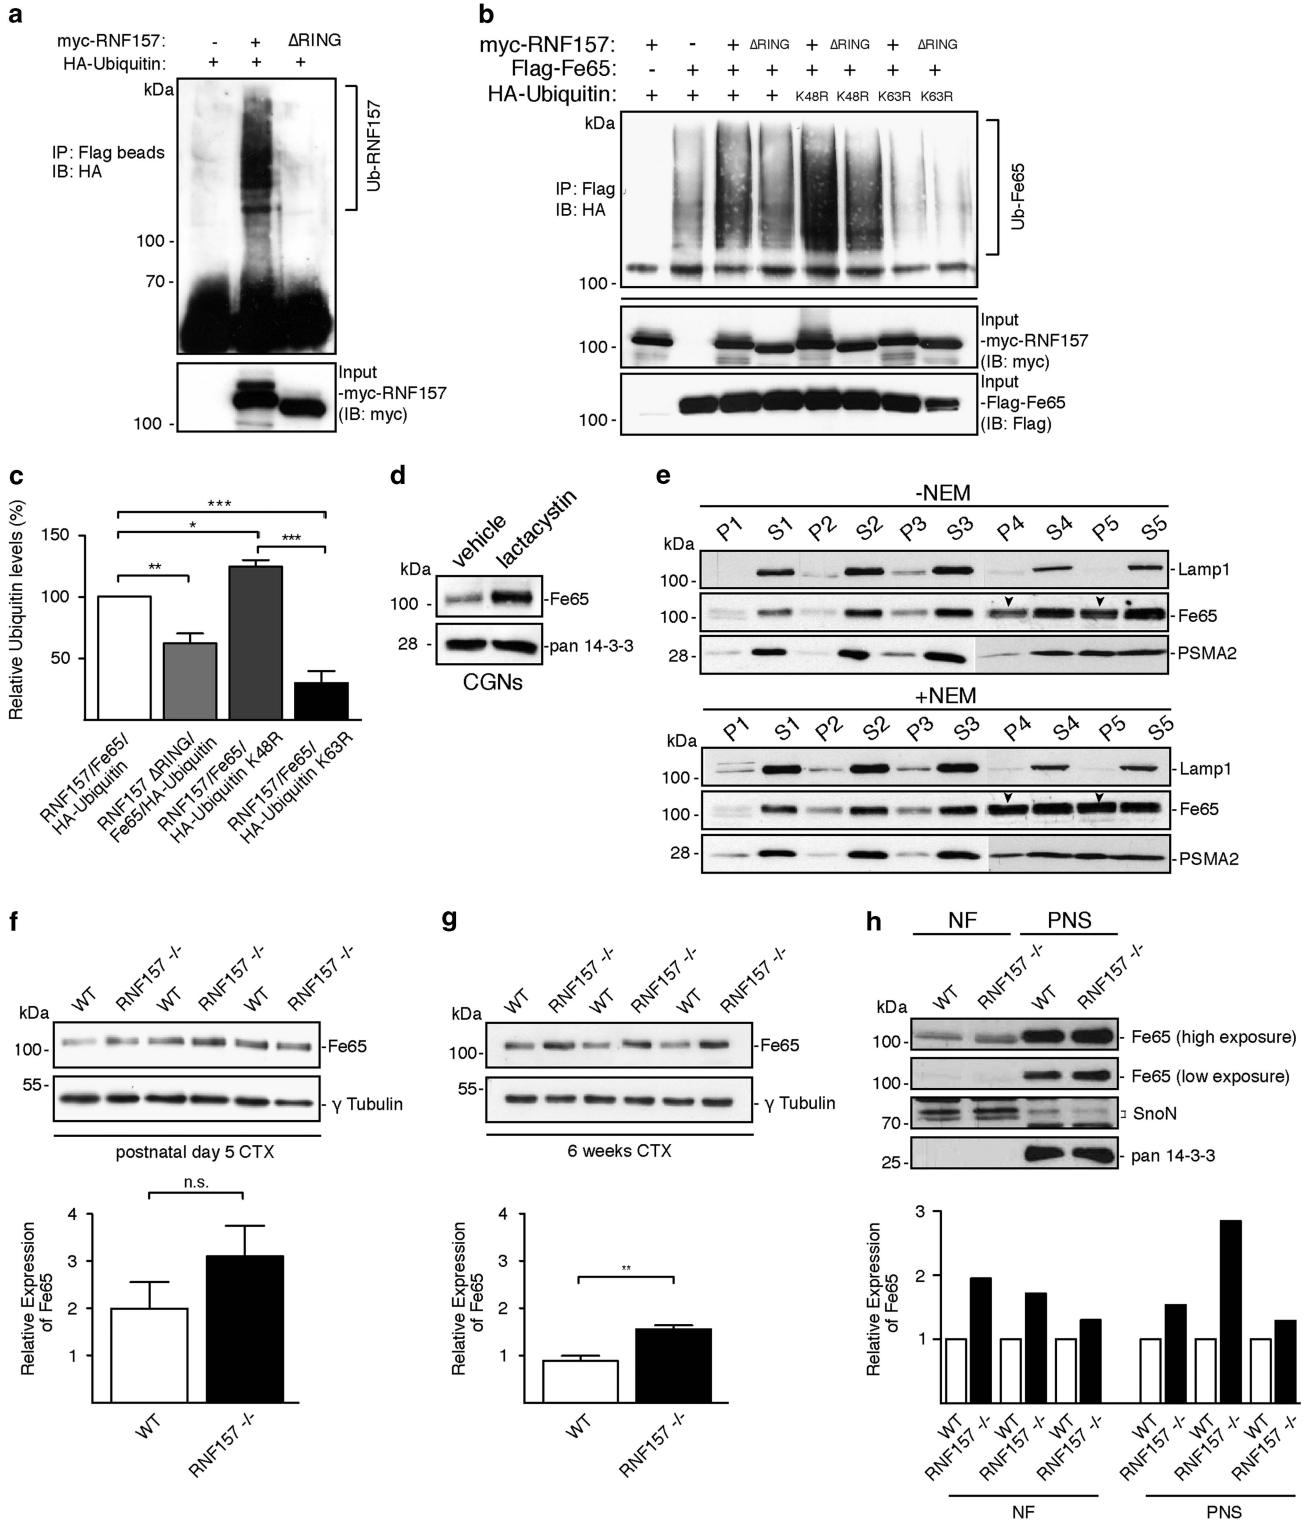 a
myc-RNF157: - + ΔRING
HA-Ubiquitin: + + +
kDa
IP: Flag beads
IB: HA
Ub-RNF157
100 -
70 -
Input
-myc-RNF157
(IB: myc)
100 -
b
myc-RNF157: + - + ΔRING + ΔRING + ΔRING
Flag-Fe65: - + + + + + + +
HA-Ubiquitin: + + + + K48R K48R K63R K63R
kDa
IP: Flag
IB: HA
Ub-Fe65
100 -
Input
-myc-RNF157
(IB: myc)
100 -
Input
-Flag-Fe65
(IB: Flag)
100 -
c
Relative Ubiquitin levels (%)
***
*
***
**
150
100
50
RNF157/Fe65/
HA-Ubiquitin
RNF157 ΔRING/
Fe65/HA-Ubiquitin
RNF157/Fe65/
HA-Ubiquitin K48R
RNF157/Fe65/
HA-Ubiquitin K63R
d
vehicle
lactacystin
kDa
100 -
-Fe65
28 -
-pan 14-3-3
CGNs
e
-NEM
P1 S1 P2 S2 P3 S3 P4 S4 P5 S5
kDa
100 -
-Lamp1
100 -
-Fe65
28 -
-PSMA2
+NEM
P1 S1 P2 S2 P3 S3 P4 S4 P5 S5
kDa
100 -
-Lamp1
100 -
-Fe65
28 -
-PSMA2
f
WT RNF157 -/- WT RNF157 -/- WT RNF157 -/-
kDa
100-
-Fe65
55-
- γ Tubulin
postnatal day 5 CTX
n.s.
Relative Expression
of Fe65
4
3
2
1
WT
RNF157 -/-
g
WT RNF157 -/- WT RNF157 -/- WT RNF157 -/-
kDa
100-
-Fe65
55-
- γ Tubulin
6 weeks CTX
**
Relative Expression
of Fe65
4
3
2
1
WT
RNF157 -/-
h
NF PNS
WT RNF157 -/- WT RNF157 -/-
kDa
100 -
- Fe65 (high exposure)
100 -
- Fe65 (low exposure)
70 -
SnoN
25 -
- pan 14-3-3
Relative Expression
of Fe65
3
2
1
WT RNF157 -/- WT RNF157 -/- WT RNF157 -/- WT RNF157 -/- WT RNF157 -/- WT RNF157 -/-
NF PNS